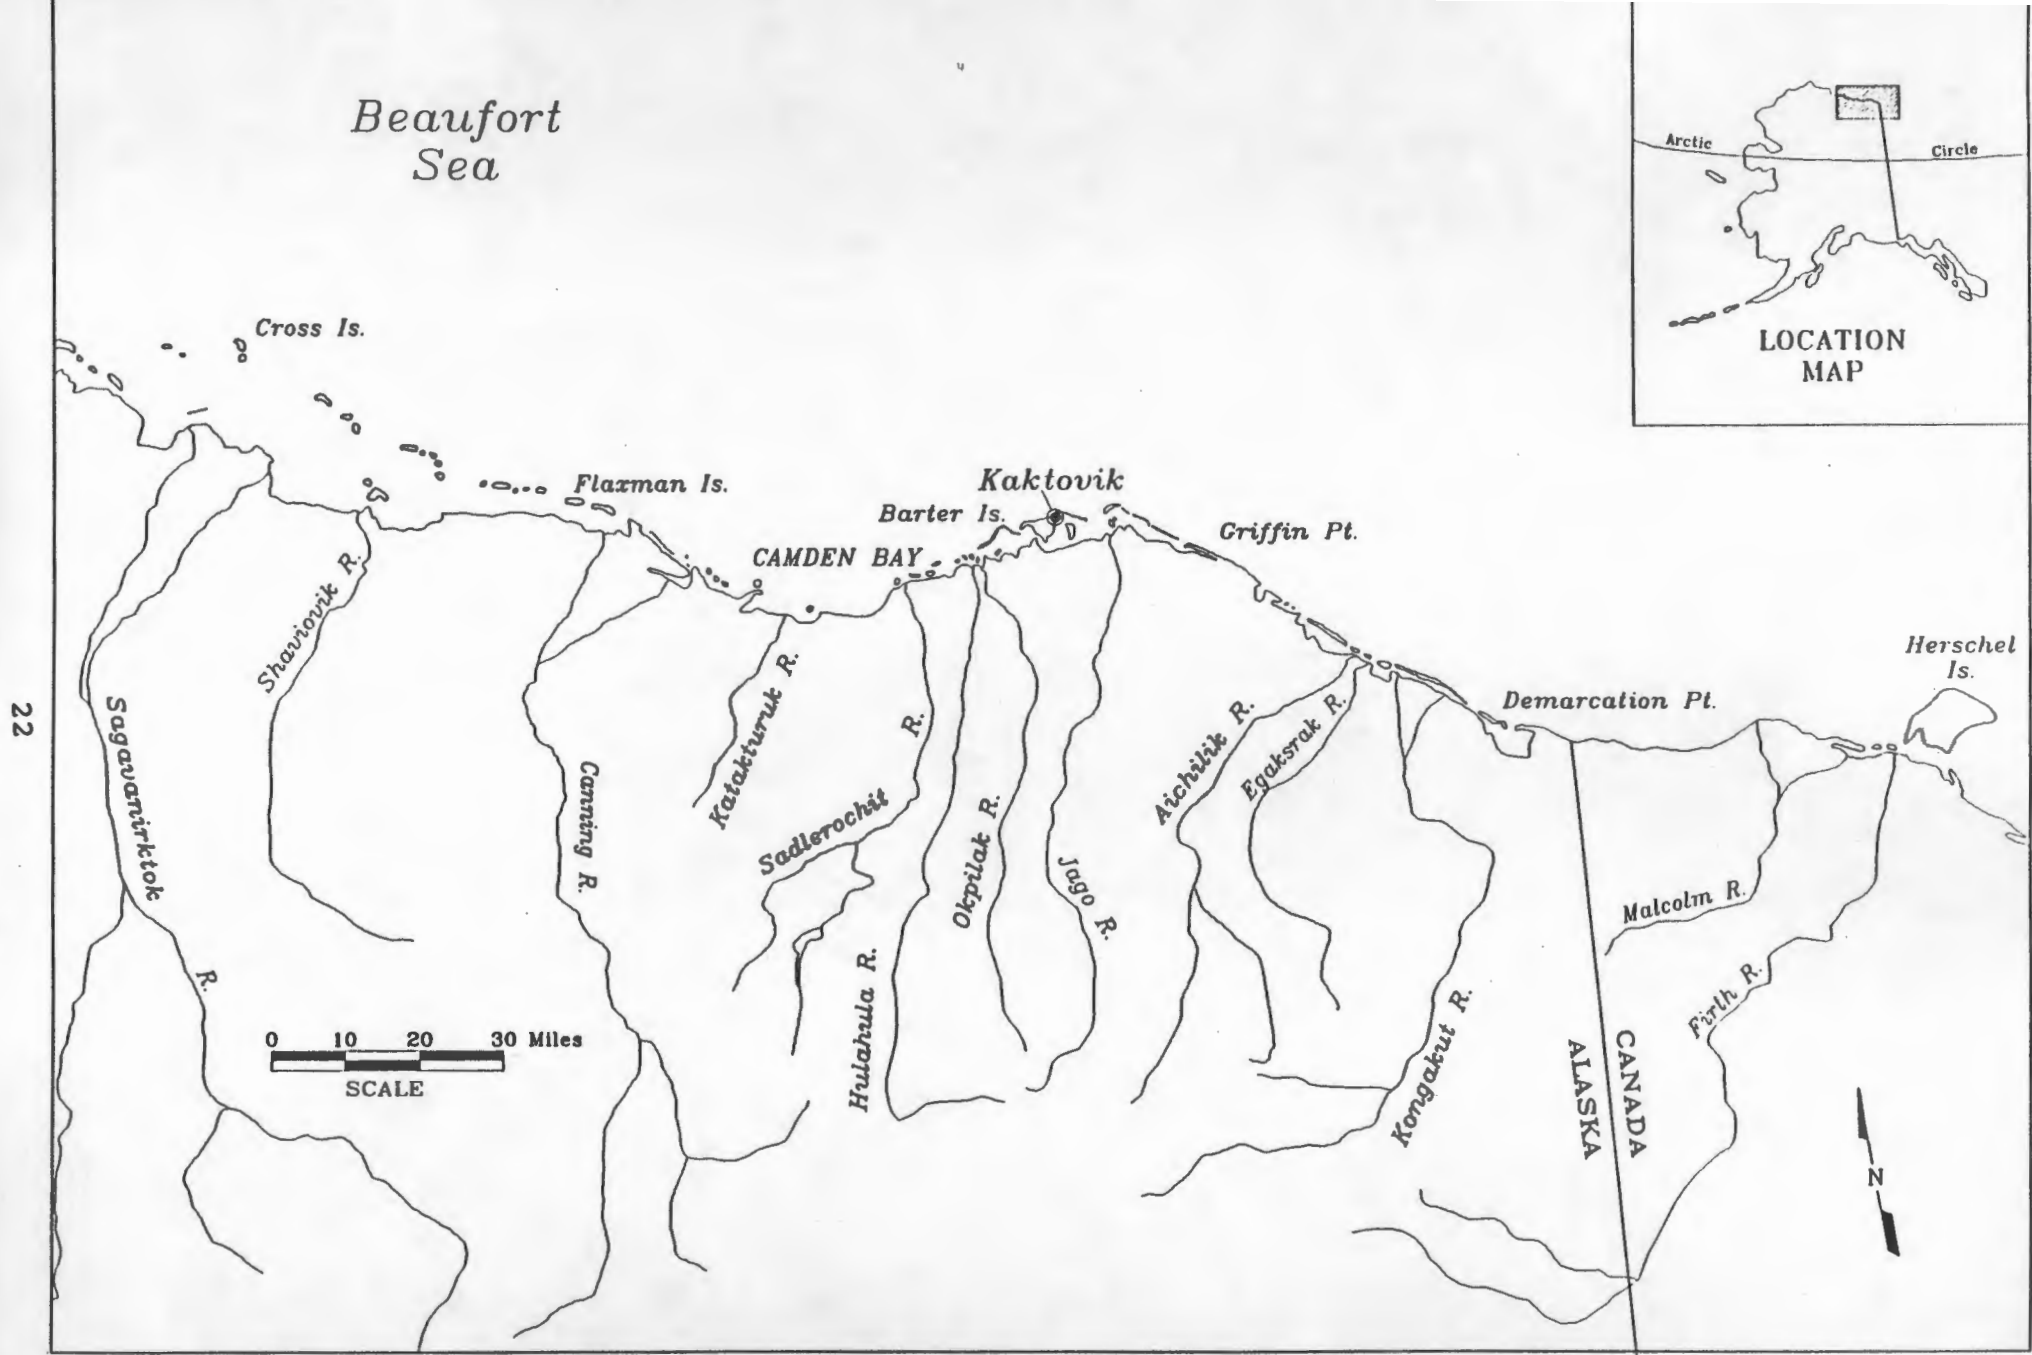 Beaufort
Sea
Arctic
Circle
LOCATION
MAP
Cross Is.
Flaxman Is.
Kaktovik
Barter Is.
Griffin Pt.
CAMDEN BAY
Herschel
Is.
Demarcation Pt.
Shaviovik R.
Sagavanirktok R.
Canning R.
Katakturuk R.
Sadlerochit R.
Hulahula R.
Okpilak R.
Jago R.
Aichilik R.
Egaksrak R.
Kongakut R.
Malcolm R.
Firth R.
ALASKA
CANADA
0 10 20 30 Miles
SCALE
N
22